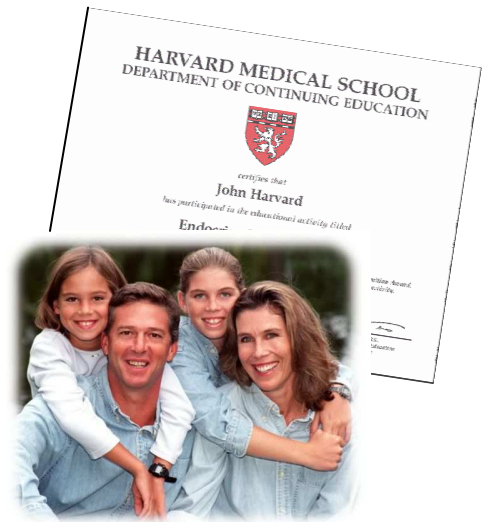 HARVARD MEDICAL SCHOOL
DEPARTMENT OF CONTINUING EDUCATION
certifies that
John Harvard
has participated in the educational activity titled